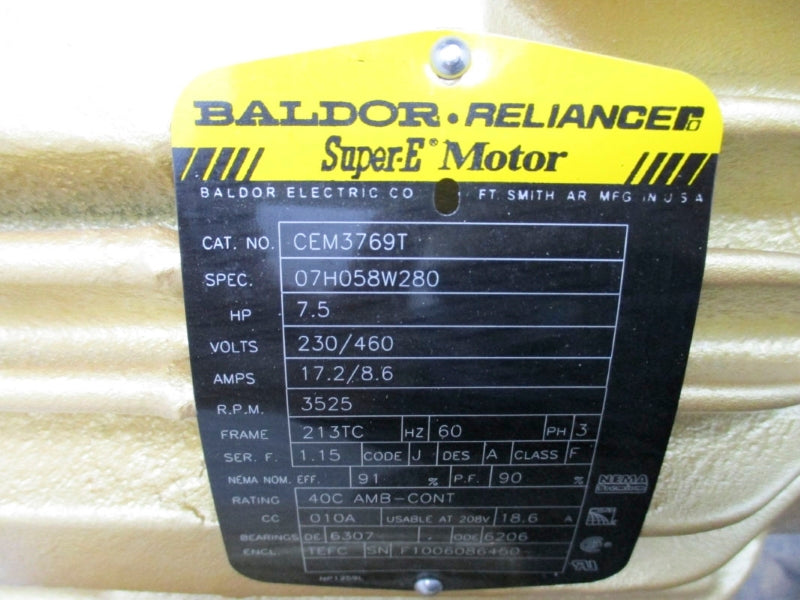 BALDOR • RELIANCE
Super-E® Motor
BALDOR ELECTRIC CO FT. SMITH AR MFG IN U S A
CAT. NO. CEM3769T
SPEC. 07H058W280
HP 7.5
VOLTS 230/460
AMPS 17.2/8.6
R.P.M. 3525
FRAME 213TC HZ 60 PH 3
SER. F. 1.15 CODE J DES A CLASS F
NEMA NOM. EFF. 91 % P.F. 90 %
NEMA
RATING 40C AMB-CONT
CC 010A USABLE AT 208V 18.6 A
BEARINGS DE 6307 ODE 6206
ENCL TEFC SN F1006086460